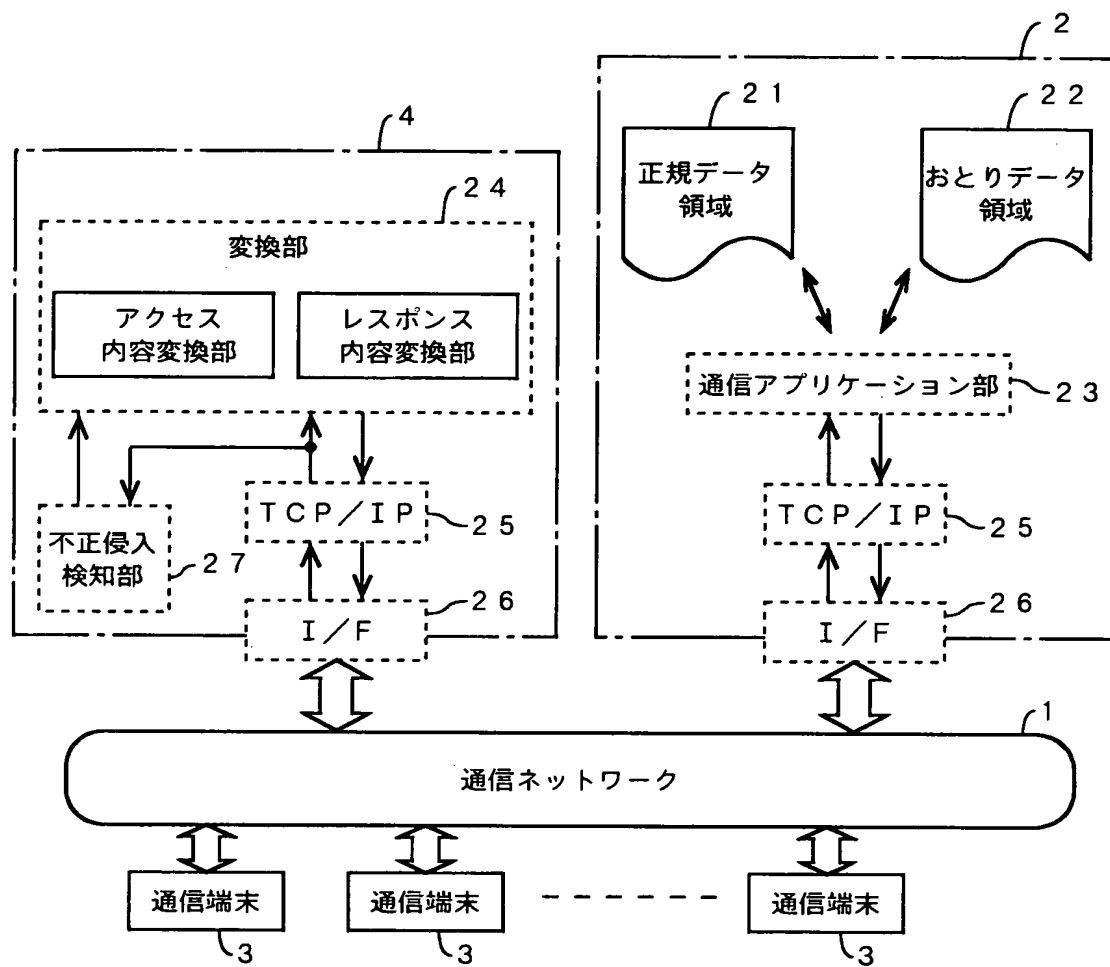 2
4
21
22
正規データ
領域
おとりデータ
領域
24
変換部
アクセス
内容変換部
レスポンス
内容変換部
通信アプリケーション部
23
TCP/IP
25
TCP/IP
25
不正侵入
検知部
27
I/F
26
I/F
26
1
通信ネットワーク
通信端末
3
通信端末
3
通信端末
3